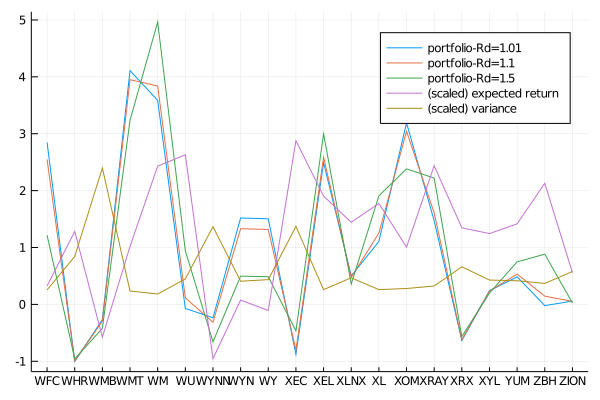 5
4
3
2
1
0
-1
portfolio-Rd=1.01
portfolio-Rd=1.1
portfolio-Rd=1.5
(scaled) expected return
(scaled) variance
WFC WHR WMB WMT WM WU WYNN WYN WY XEC XEL XLNX XL XOM XRAY XRX XYL YUM ZBH ZION